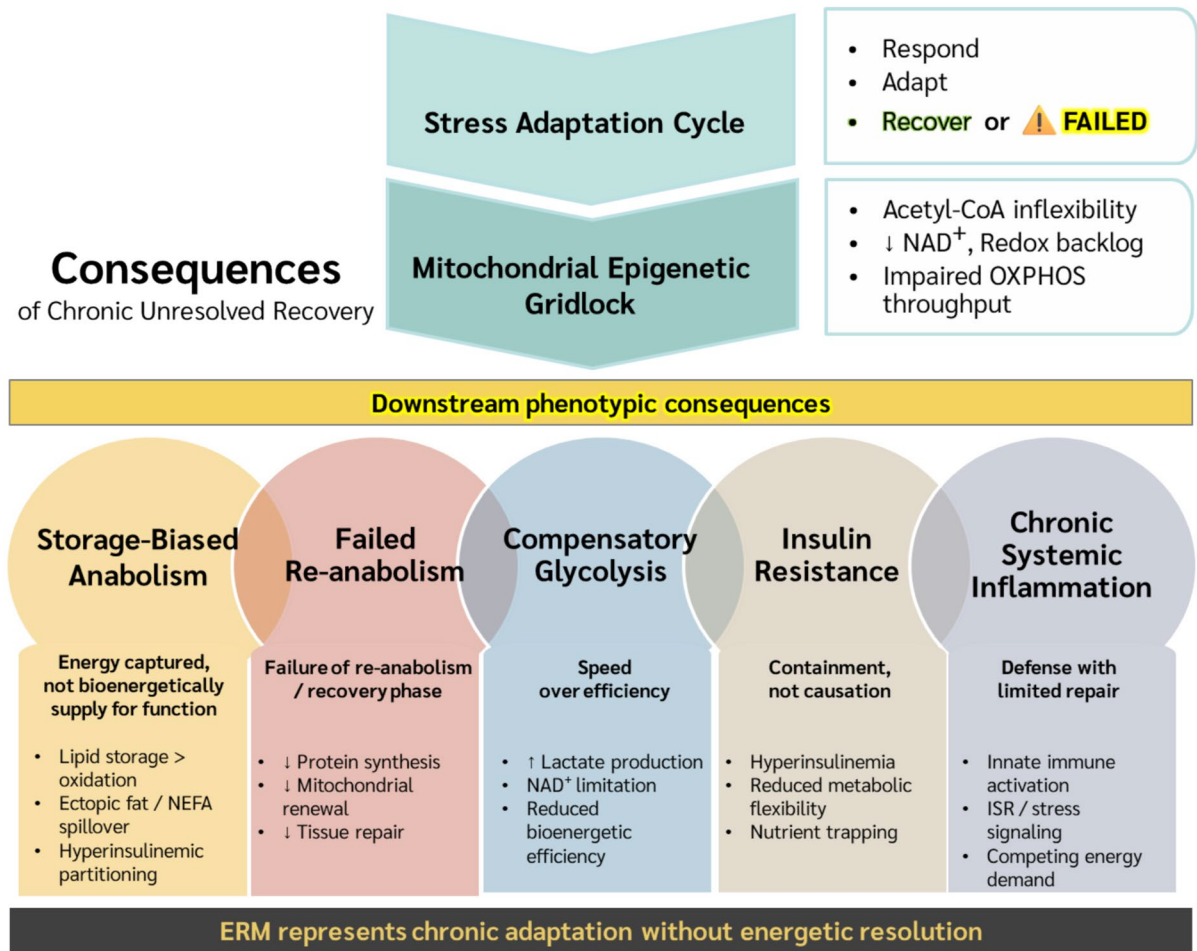 Stress Adaptation Cycle
• Respond
• Adapt
• Recover or ⚠ FAILED
Consequences
of Chronic Unresolved Recovery
Mitochondrial Epigenetic
Gridlock
• Acetyl-CoA inflexibility
• ↓ NAD⁺, Redox backlog
• Impaired OXPHOS
throughput
Downstream phenotypic consequences
Storage-Biased
Anabolism
Energy captured,
not bioenergetically
supply for function
• Lipid storage >
oxidation
• Ectopic fat / NEFA
spillover
• Hyperinsulinemic
partitioning
Failed
Re-anabolism
Failure of re-anabolism
/ recovery phase
• ↓ Protein synthesis
• ↓ Mitochondrial
renewal
• ↓ Tissue repair
Compensatory
Glycolysis
Speed
over efficiency
• ↑ Lactate production
• NAD⁺ limitation
• Reduced
bioenergetic
efficiency
Insulin
Resistance
Containment,
not causation
• Hyperinsulinemia
• Reduced metabolic
flexibility
• Nutrient trapping
Chronic
Systemic
Inflammation
Defense with
limited repair
• Innate immune
activation
• ISR / stress
signaling
• Competing energy
demand
ERM represents chronic adaptation without energetic resolution